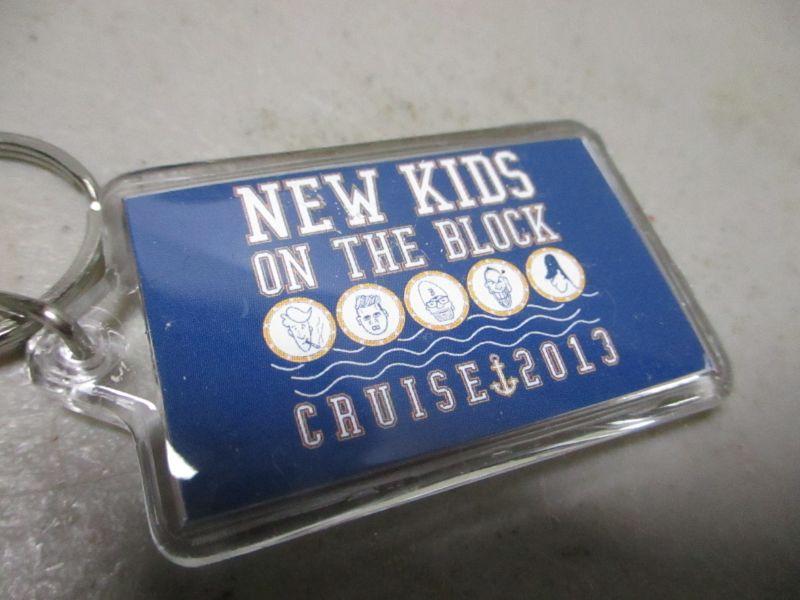 NEW KIDS
ON THE BLOCK
CRUISE 2013